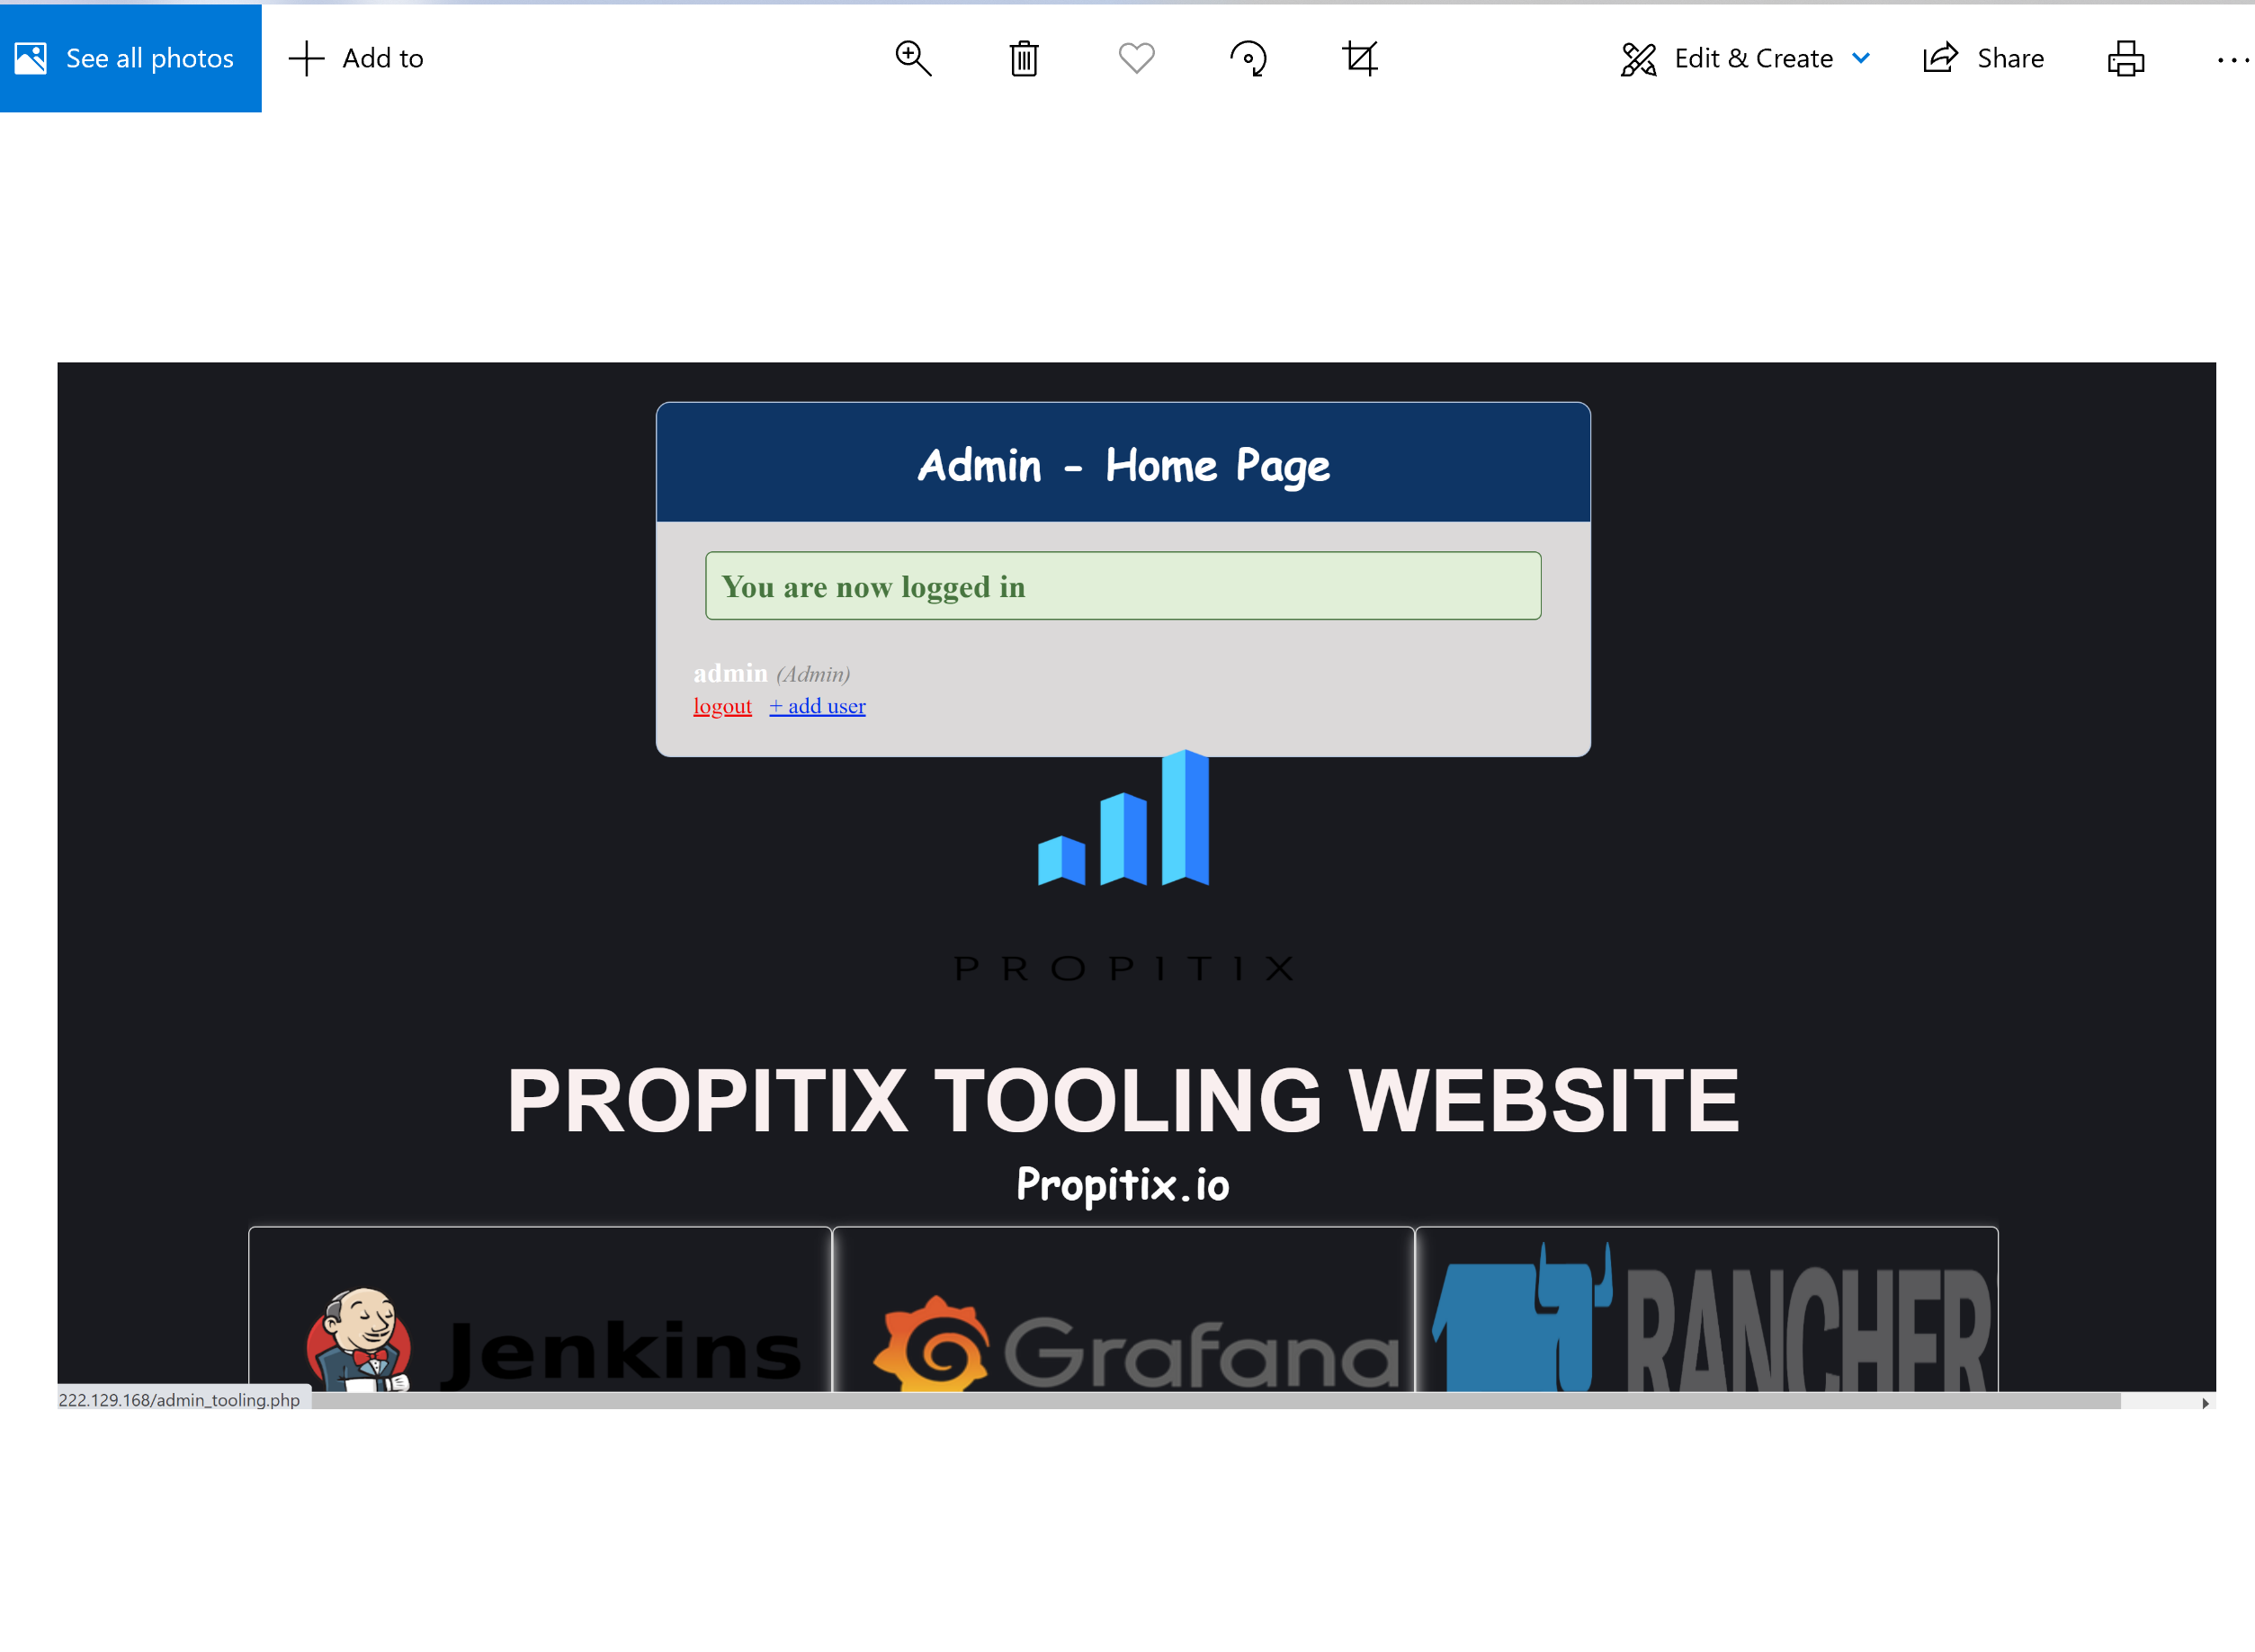 See all photos
Add to
Edit & Create
Share
Admin - Home Page
You are now logged in
admin (Admin)
logout + add user
PROPITIX
PROPITIX TOOLING WEBSITE
Propitix.io
Jenkins
Grafana
RANCHER
222.129.168/admin_tooling.php